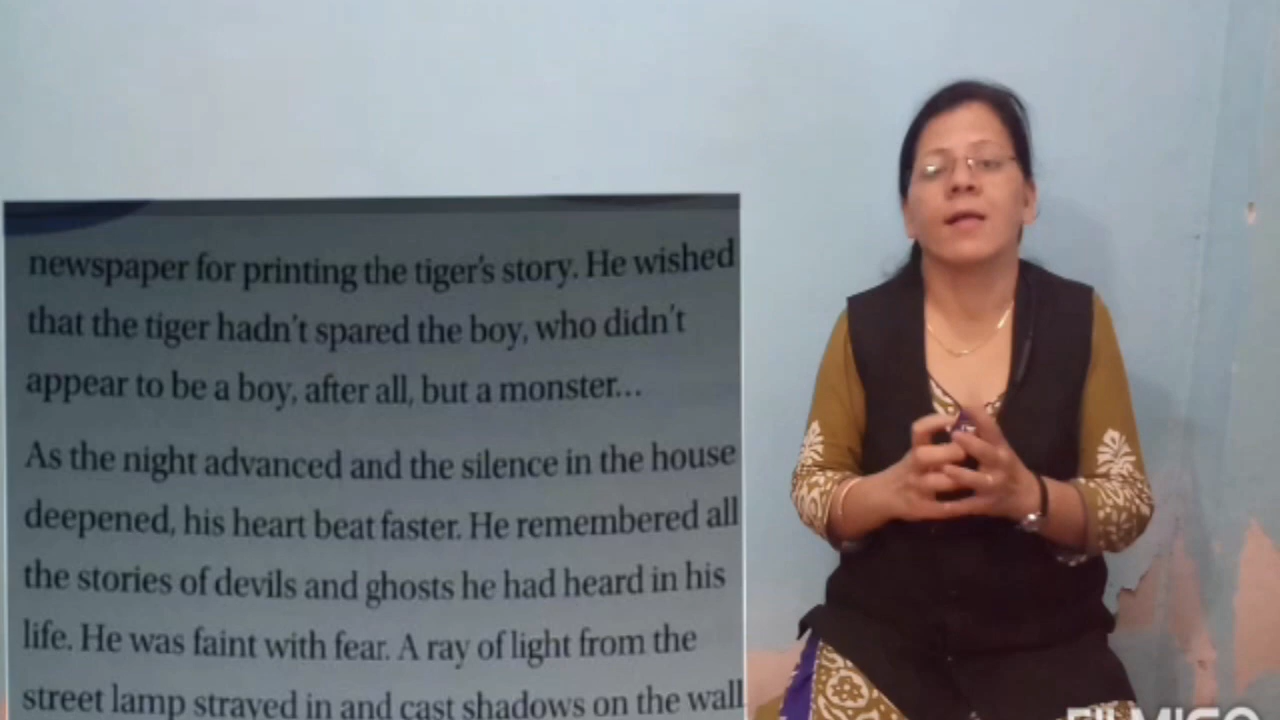 newspaper for printing the tiger's story. He wished
that the tiger hadn't spared the boy, who didn't
appear to be a boy, after all, but a monster...
As the night advanced and the silence in the house
deepened, his heart beat faster. He remembered all
the stories of devils and ghosts he had heard in his
life. He was faint with fear. A ray of light from the
street lamp strayed in and cast shadows on the wall
FILMIGO